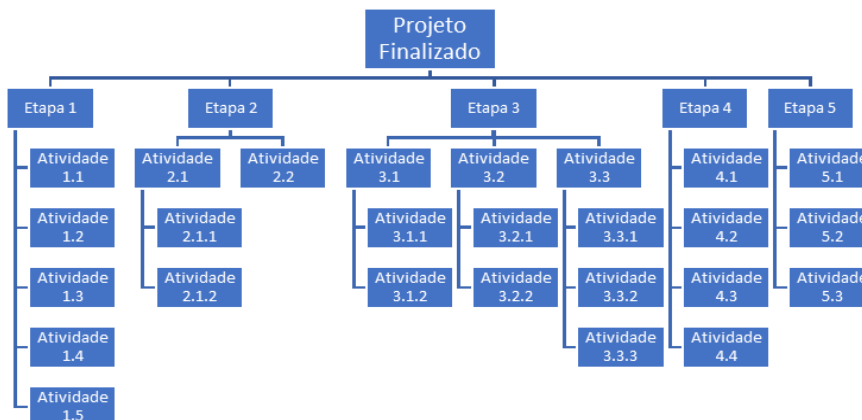 Projeto
Finalizado
Etapa 1
Etapa 2
Etapa 3
Etapa 4
Etapa 5
Atividade
1.1
Atividade
2.1
Atividade
2.2
Atividade
3.1
Atividade
3.2
Atividade
3.3
Atividade
4.1
Atividade
5.1
Atividade
1.2
Atividade
2.1.1
Atividade
3.1.1
Atividade
3.2.1
Atividade
3.3.1
Atividade
4.2
Atividade
5.2
Atividade
1.3
Atividade
2.1.2
Atividade
3.1.2
Atividade
3.2.2
Atividade
3.3.2
Atividade
4.3
Atividade
5.3
Atividade
1.4
Atividade
3.3.3
Atividade
4.4
Atividade
1.5